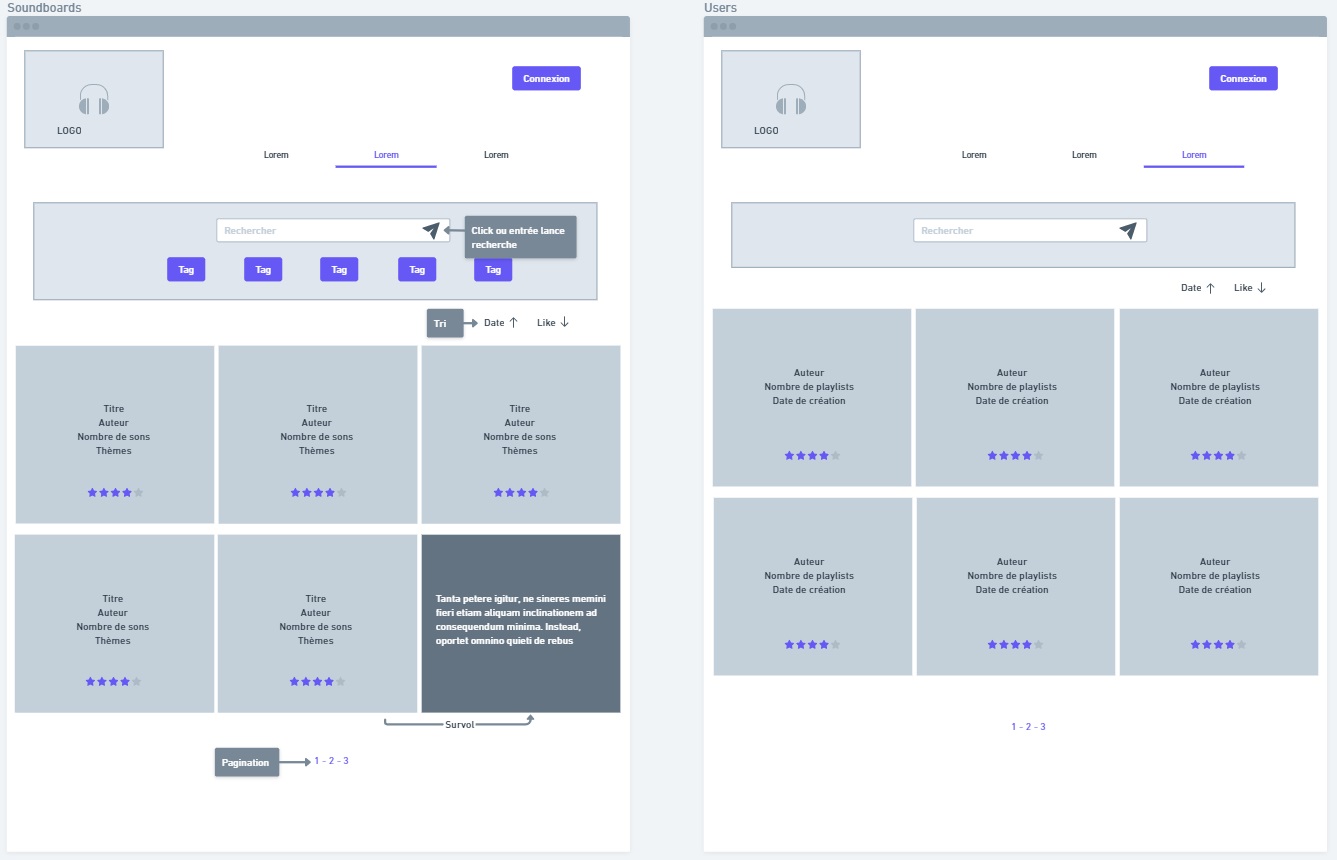 Soundboards
Connexion
LOGO
Lorem Lorem Lorem
Rechercher
Click ou entrée lance
recherche
Tag Tag Tag Tag Tag
Tri
Date Like
Titre
Auteur
Nombre de sons
Thèmes
Titre
Auteur
Nombre de sons
Thèmes
Titre
Auteur
Nombre de sons
Thèmes
Titre
Auteur
Nombre de sons
Thèmes
Titre
Auteur
Nombre de sons
Thèmes
Tanta petere igitur, ne sineres memini
fieri etiam aliquam inclinationem ad
consequendum minima. Instead,
oportet omnino quieti de rebus
Survol
Pagination
1 - 2 - 3
Users
Connexion
LOGO
Lorem Lorem Lorem
Rechercher
Date Like
Auteur
Nombre de playlists
Date de création
Auteur
Nombre de playlists
Date de création
Auteur
Nombre de playlists
Date de création
Auteur
Nombre de playlists
Date de création
Auteur
Nombre de playlists
Date de création
Auteur
Nombre de playlists
Date de création
1 - 2 - 3